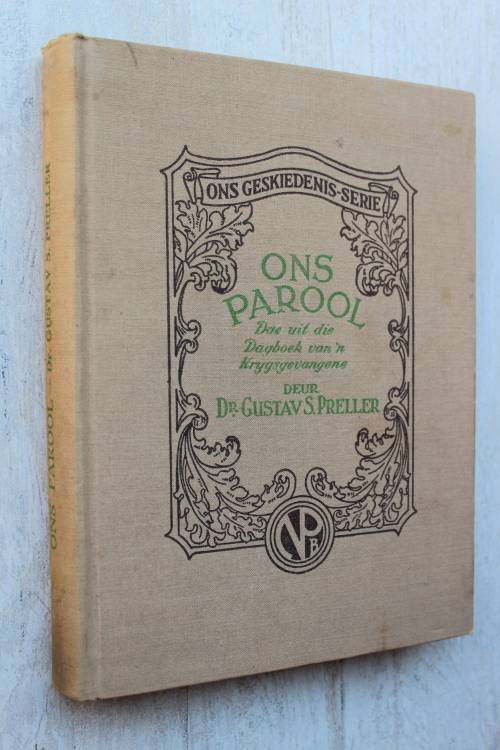 ONS GESKIEDENIS-SERIE
ONS
PAROOL
Dae uit die
Dagboek van 'n
Krygsgevangene
DEUR
DR. GUSTAV S. PRELLER
NPB
ONS PAROOL - Dr. GUSTAV S. PRELLER